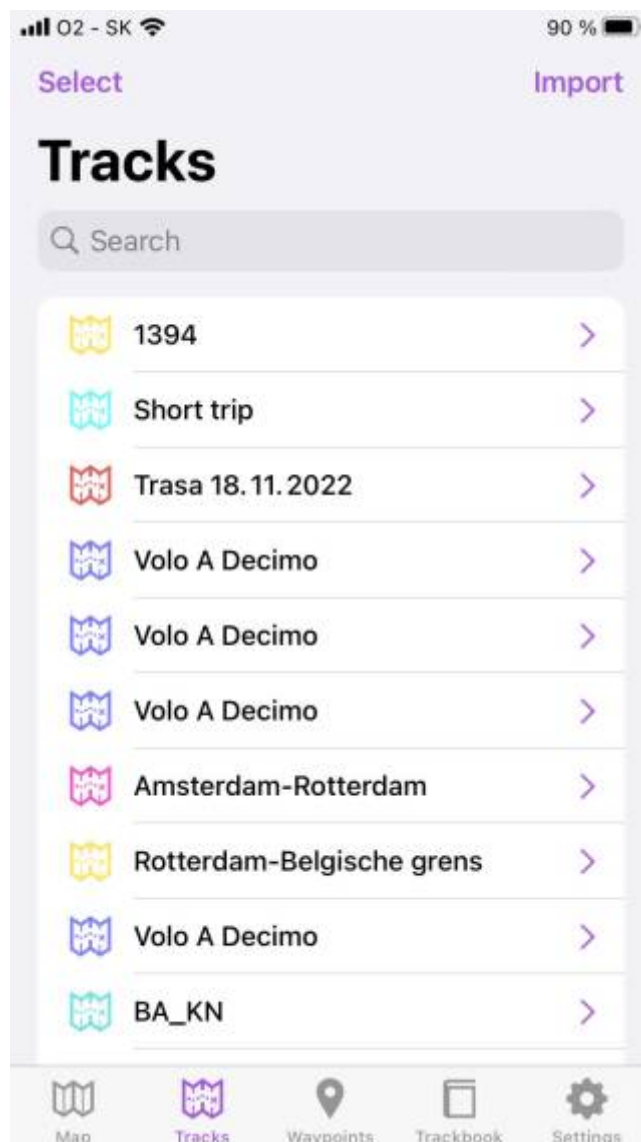 O2 - SK 90 %
Select Import
Tracks
Search
1394
Short trip
Trasa 18. 11. 2022
Volo A Decimo
Volo A Decimo
Volo A Decimo
Amsterdam-Rotterdam
Rotterdam-Belgische grens
Volo A Decimo
BA_KN
Map Tracks Waypoints Trackbook Settings